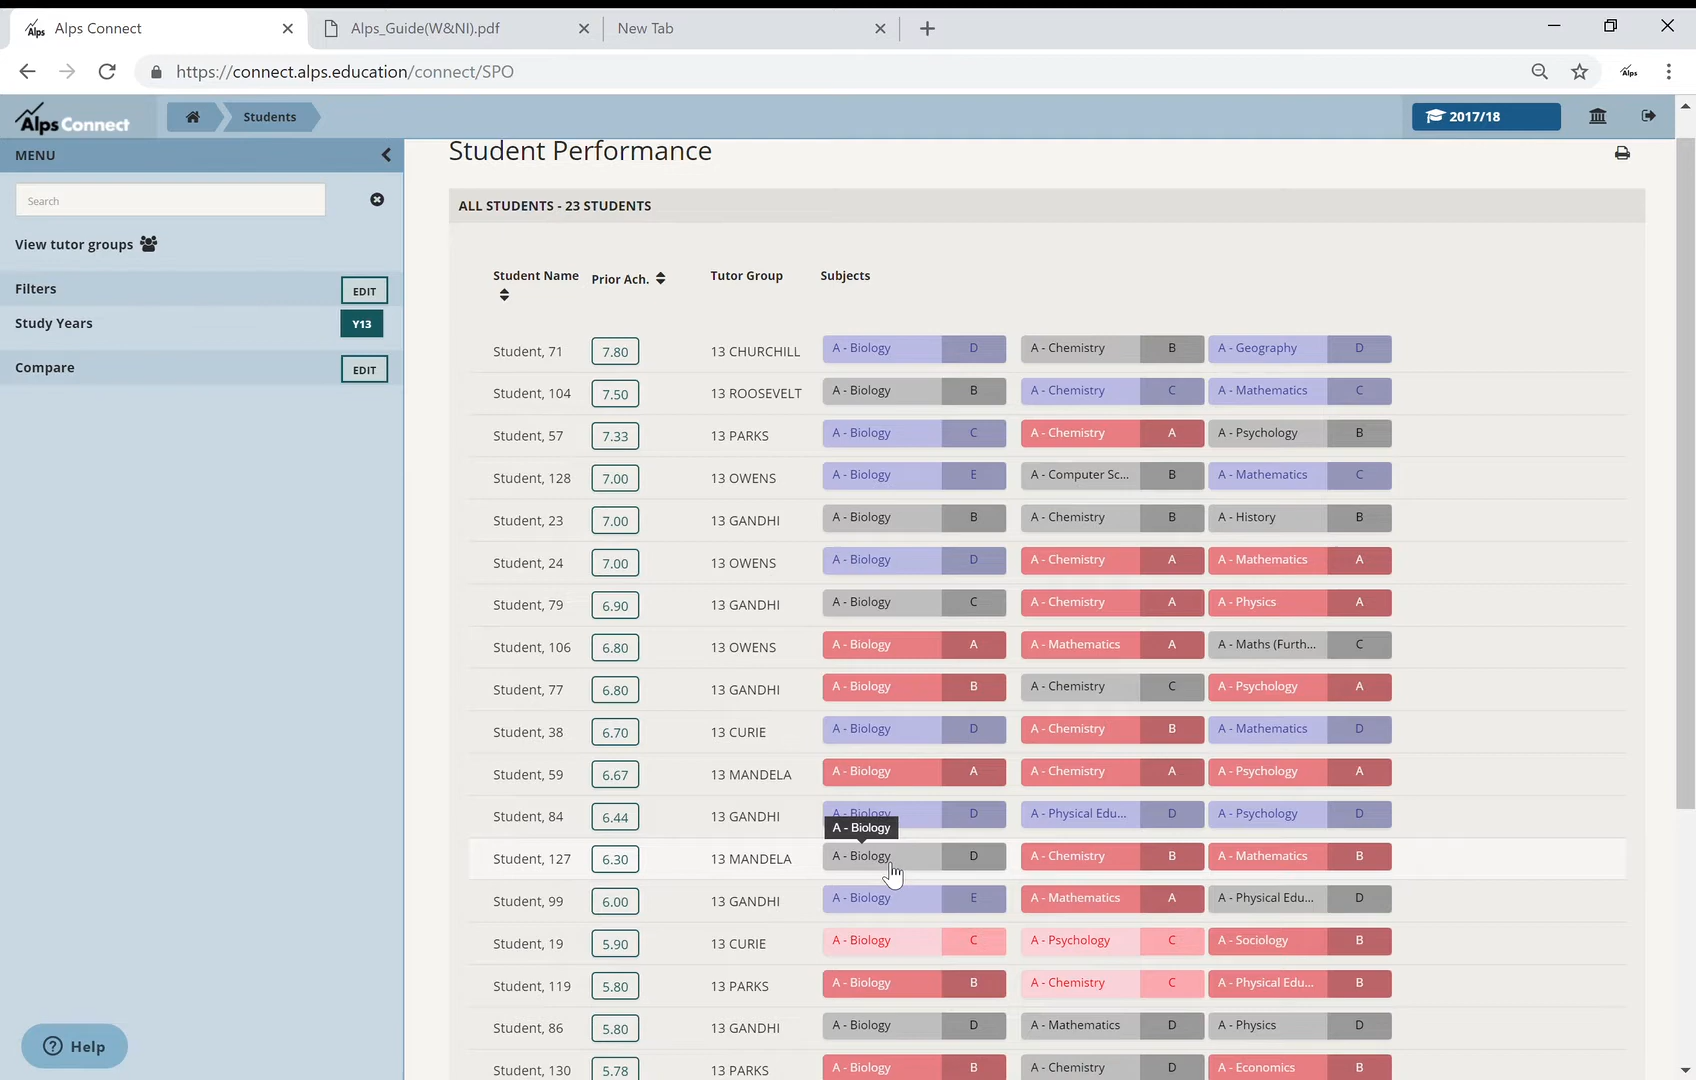 Alps Connect
Alps_Guide(W&NI).pdf
New Tab
https://connect.alps.education/connect/SPO
Alps
Alps Connect
Students
2017/18
MENU
Search
View tutor groups
Filters EDIT
Study Years Y13
Compare EDIT
Help
Student Performance
ALL STUDENTS - 23 STUDENTS
Student Name Prior Ach. Tutor Group Subjects
Student, 71 7.80 13 CHURCHILL A - Biology D A - Chemistry B A - Geography D
Student, 104 7.50 13 ROOSEVELT A - Biology B A - Chemistry C A - Mathematics C
Student, 57 7.33 13 PARKS A - Biology C A - Chemistry A A - Psychology B
Student, 128 7.00 13 OWENS A - Biology E A - Computer Sc... B A - Mathematics C
Student, 23 7.00 13 GANDHI A - Biology B A - Chemistry B A - History B
Student, 24 7.00 13 OWENS A - Biology D A - Chemistry A A - Mathematics A
Student, 79 6.90 13 GANDHI A - Biology C A - Chemistry A A - Physics A
Student, 106 6.80 13 OWENS A - Biology A A - Mathematics A A - Maths (Furth... C
Student, 77 6.80 13 GANDHI A - Biology B A - Chemistry C A - Psychology A
Student, 38 6.70 13 CURIE A - Biology D A - Chemistry B A - Mathematics D
Student, 59 6.67 13 MANDELA A - Biology A A - Chemistry A A - Psychology A
Student, 84 6.44 13 GANDHI A - Biology D A - Physical Edu... D A - Psychology D
A - Biology
Student, 127 6.30 13 MANDELA A - Biology D A - Chemistry B A - Mathematics B
Student, 99 6.00 13 GANDHI A - Biology E A - Mathematics A A - Physical Edu... D
Student, 19 5.90 13 CURIE A - Biology C A - Psychology C A - Sociology B
Student, 119 5.80 13 PARKS A - Biology B A - Chemistry C A - Physical Edu... B
Student, 86 5.80 13 GANDHI A - Biology D A - Mathematics D A - Physics D
Student, 130 5.78 13 PARKS A - Biology B A - Chemistry D A - Economics B